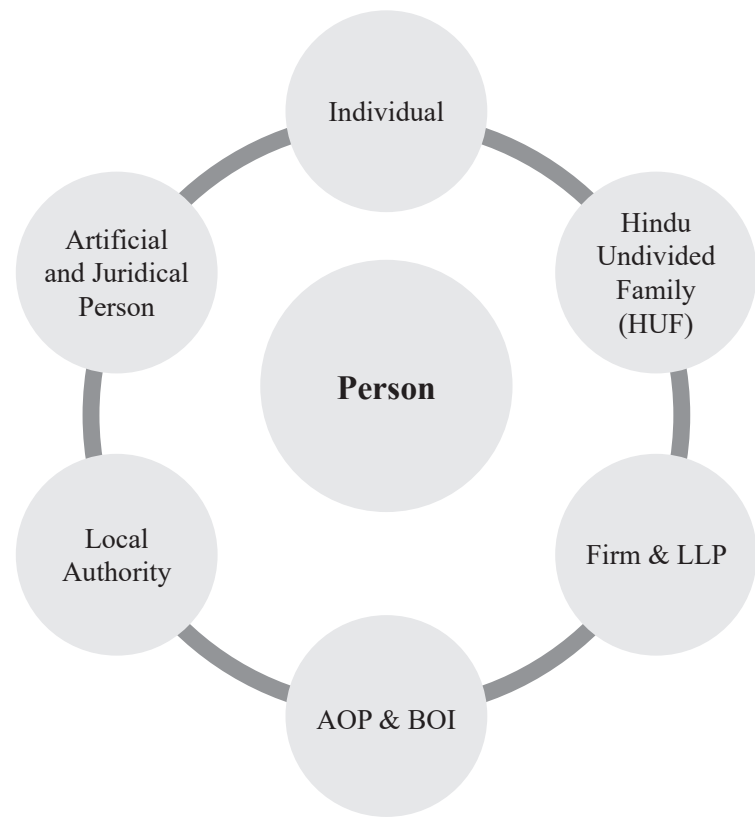 Individual
Hindu
Undivided
Family
(HUF)
Firm & LLP
AOP & BOI
Local
Authority
Artificial
and Juridical
Person
Person